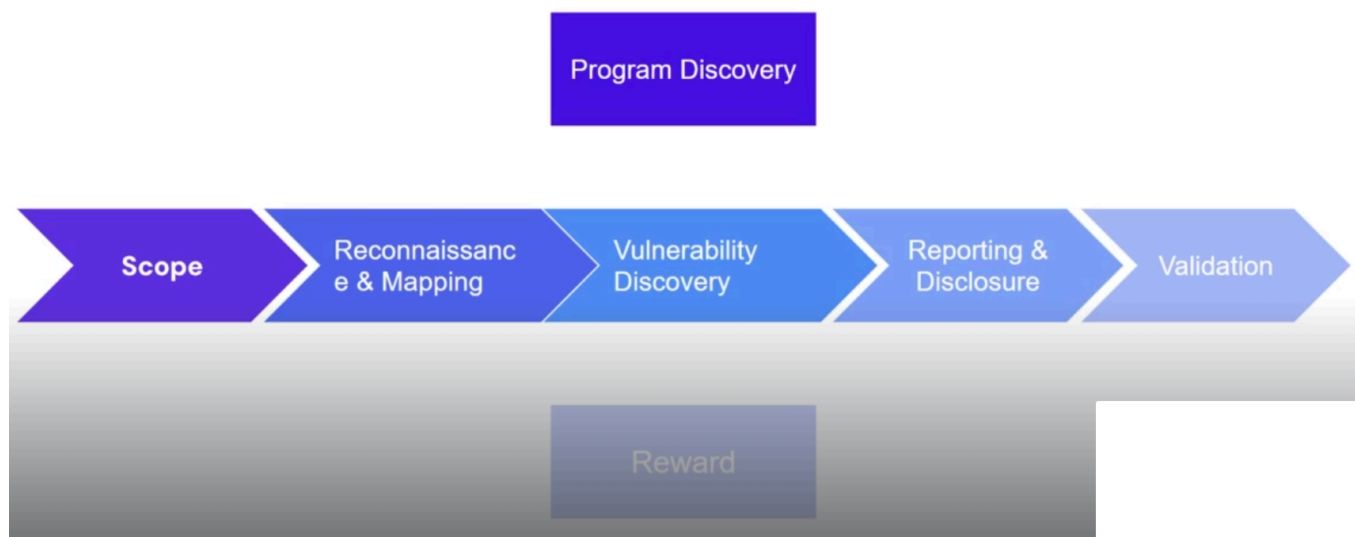 Program Discovery
Scope
Reconnaissanc
e & Mapping
Vulnerability
Discovery
Reporting &
Disclosure
Validation
Reward